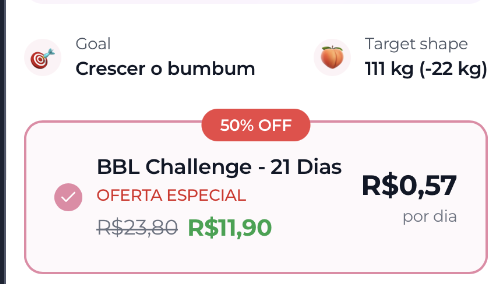 Goal
Crescer o bumbum
Target shape
111 kg (-22 kg)
50% OFF
BBL Challenge - 21 Dias
OFERTA ESPECIAL
R$23,80 R$11,90
R$0,57
por dia